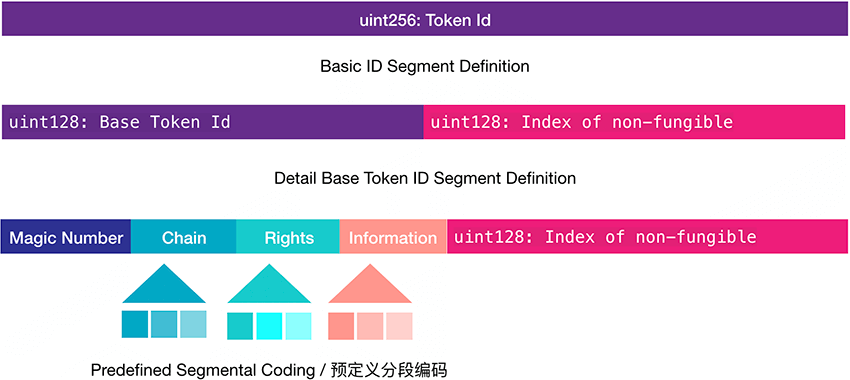 uint256: Token Id
Basic ID Segment Definition
uint128: Base Token Id uint128: Index of non-fungible
Detail Base Token ID Segment Definition
Magic Number Chain Rights Information uint128: Index of non-fungible
Predefined Segmental Coding / 预定义分段编码